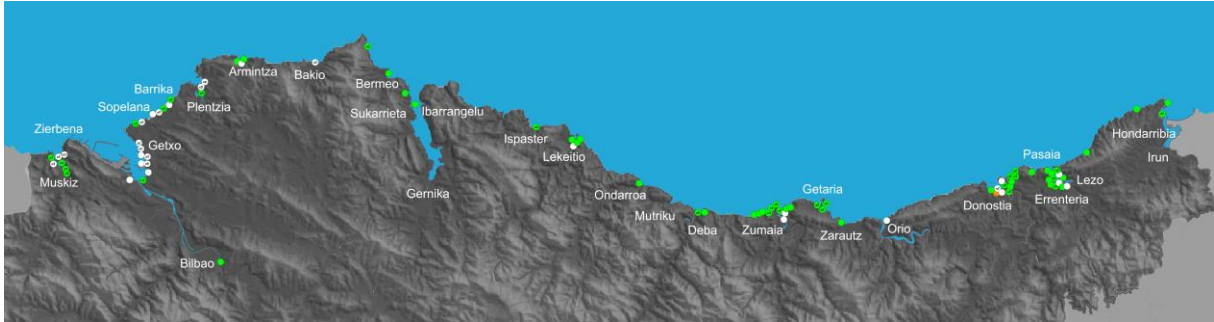 Armintza
Bakio
Barrika
Bermeo
Plentzia
Sopelana
Sukarrieta
Ibarrangelu
Zierbena
Ispaster
Hondarribia
Getxo
Lekeitio
Pasaia
Irun
Muskiz
Gernika
Lezo
Ondarroa
Getaria
Donostia
Errenteria
Mutriku
Deba
Zumaia
Zarautz
Orio
Bilbao